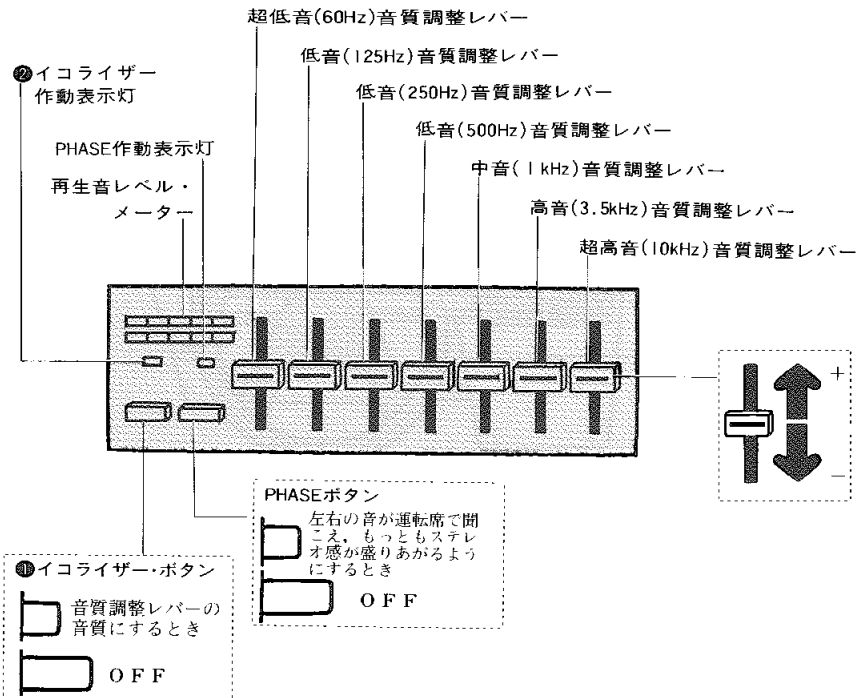 超低音(60Hz)音質調整レバー
低音(125Hz)音質調整レバー
❷イコライザー
作動表示灯
低音(250Hz)音質調整レバー
低音(500Hz)音質調整レバー
PHASE作動表示灯
中音(1kHz)音質調整レバー
再生音レベル・
メーター
高音(3.5kHz)音質調整レバー
超高音(10kHz)音質調整レバー
+
−
PHASEボタン
左右の音が運転席で聞
こえ，もっともステレ
オ感が盛りあがるよう
にするとき
OFF
❶イコライザー・ボタン
音質調整レバーの
音質にするとき
OFF